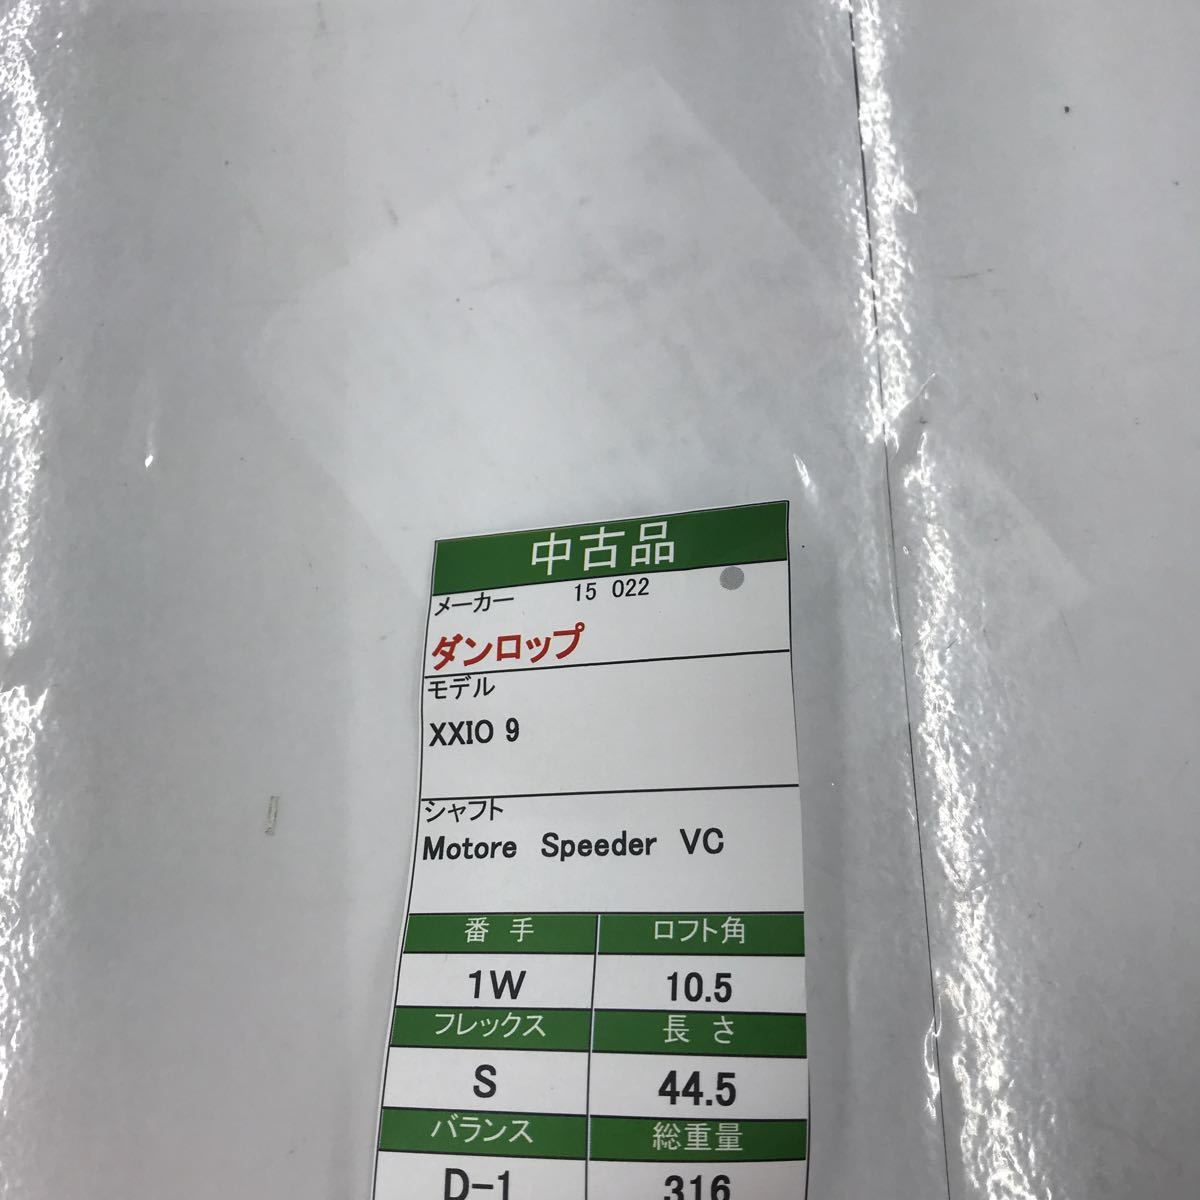 中古品
メーカー 15 022
ダンロップ
モデル
XXIO 9
シャフト
Motore Speeder VC
番 手 ロフト角
1W 10.5
フレックス 長 さ
S 44.5
バランス 総重量
D-1 316